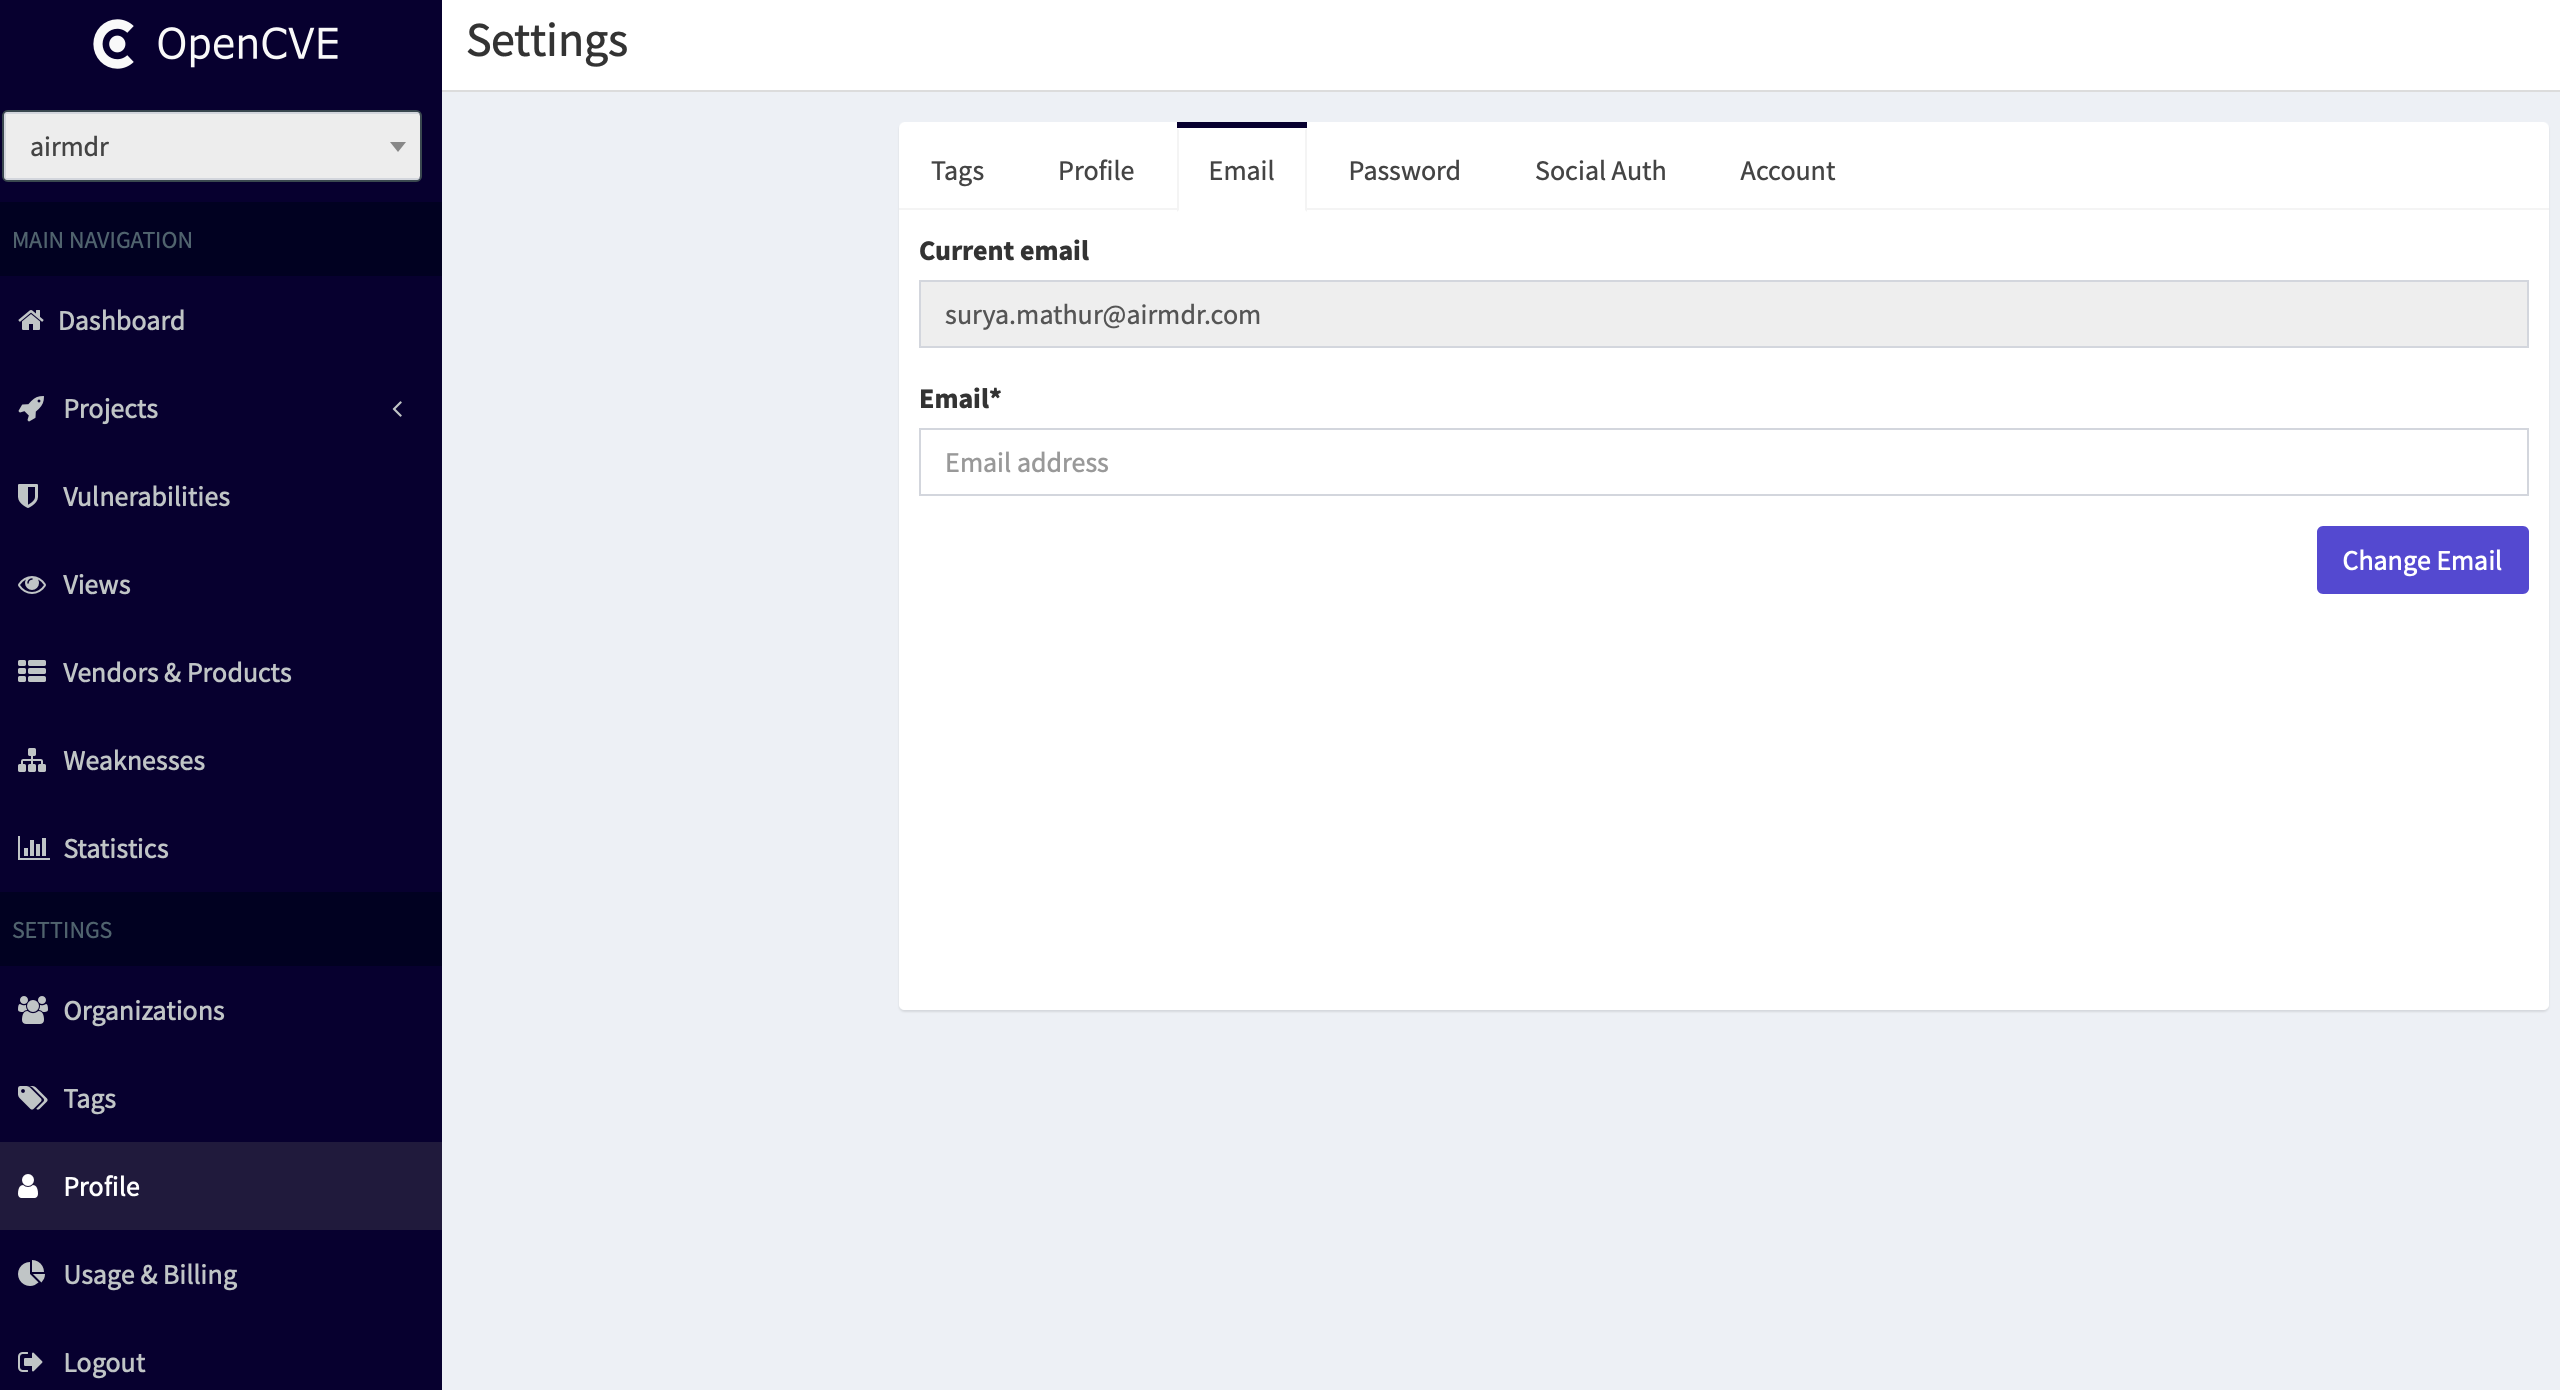 OpenCVE
airmdr
MAIN NAVIGATION
Dashboard
Projects
Vulnerabilities
Views
Vendors & Products
Weaknesses
Statistics
SETTINGS
Organizations
Tags
Profile
Usage & Billing
Logout
Settings
Tags Profile Email Password Social Auth Account
Current email
surya.mathur@airmdr.com
Email*
Email address
Change Email